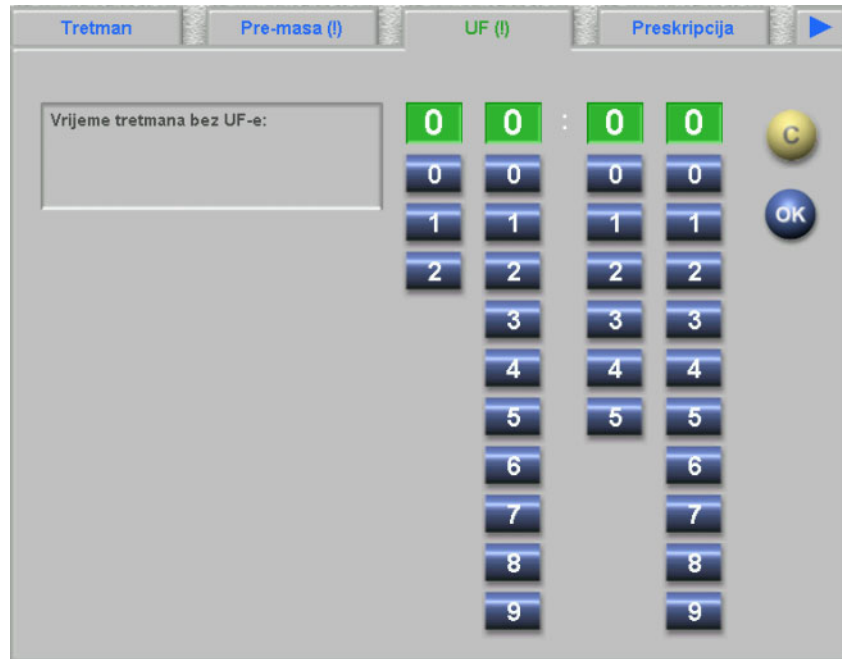 Tretman Pre-masa (!) UF (!) Preskripcija
Vrijeme tretmana bez UF-e:
0 0 : 0 0 C
0 0 0 0
1 1 1 1 OK
2 2 2 2
3 3 3
4 4 4
5 5 5
6 6
7 7
8 8
9 9